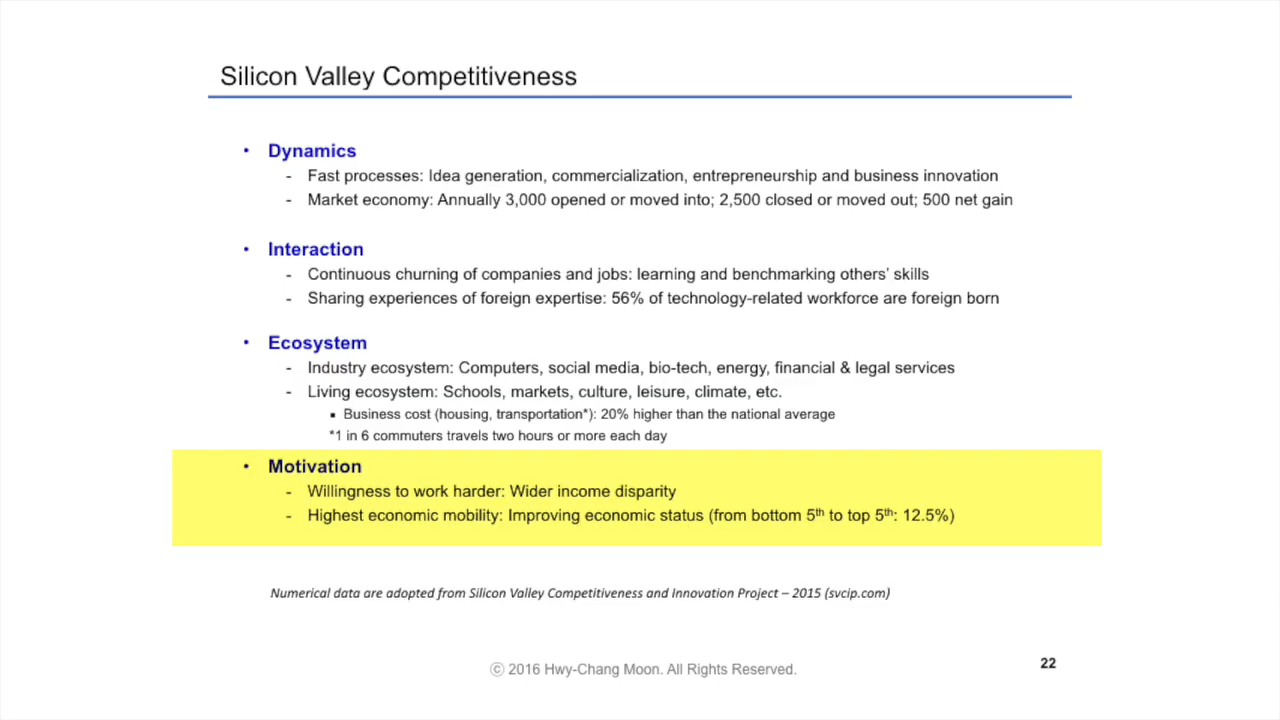 Silicon Valley Competitiveness
• Dynamics
- Fast processes: Idea generation, commercialization, entrepreneurship and business innovation
- Market economy: Annually 3,000 opened or moved into; 2,500 closed or moved out; 500 net gain
• Interaction
- Continuous churning of companies and jobs: learning and benchmarking others’ skills
- Sharing experiences of foreign expertise: 56% of technology-related workforce are foreign born
• Ecosystem
- Industry ecosystem: Computers, social media, bio-tech, energy, financial & legal services
- Living ecosystem: Schools, markets, culture, leisure, climate, etc.
▪ Business cost (housing, transportation*): 20% higher than the national average
*1 in 6 commuters travels two hours or more each day
• Motivation
- Willingness to work harder: Wider income disparity
- Highest economic mobility: Improving economic status (from bottom 5th to top 5th: 12.5%)
Numerical data are adopted from Silicon Valley Competitiveness and Innovation Project – 2015 (svcip.com)
ⓒ 2016 Hwy-Chang Moon. All Rights Reserved.
22